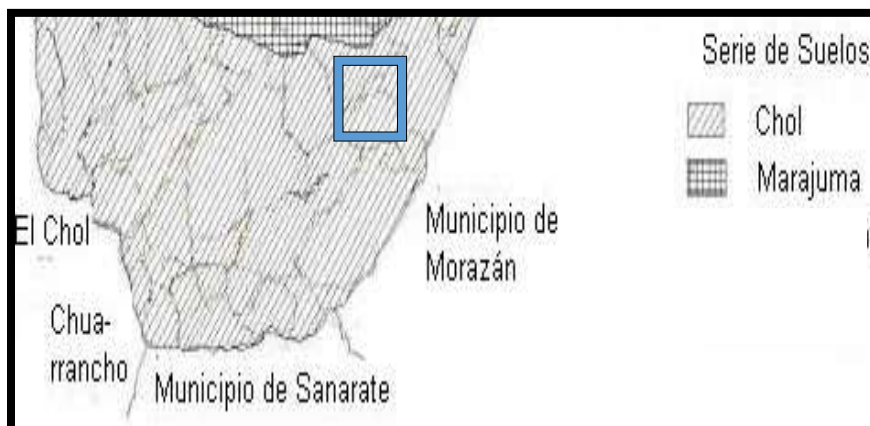 Serie de Suelos
Chol
Marajuma
El Chol
Municipio de
Morazán
Chua-
rrancho
Municipio de Sanarate